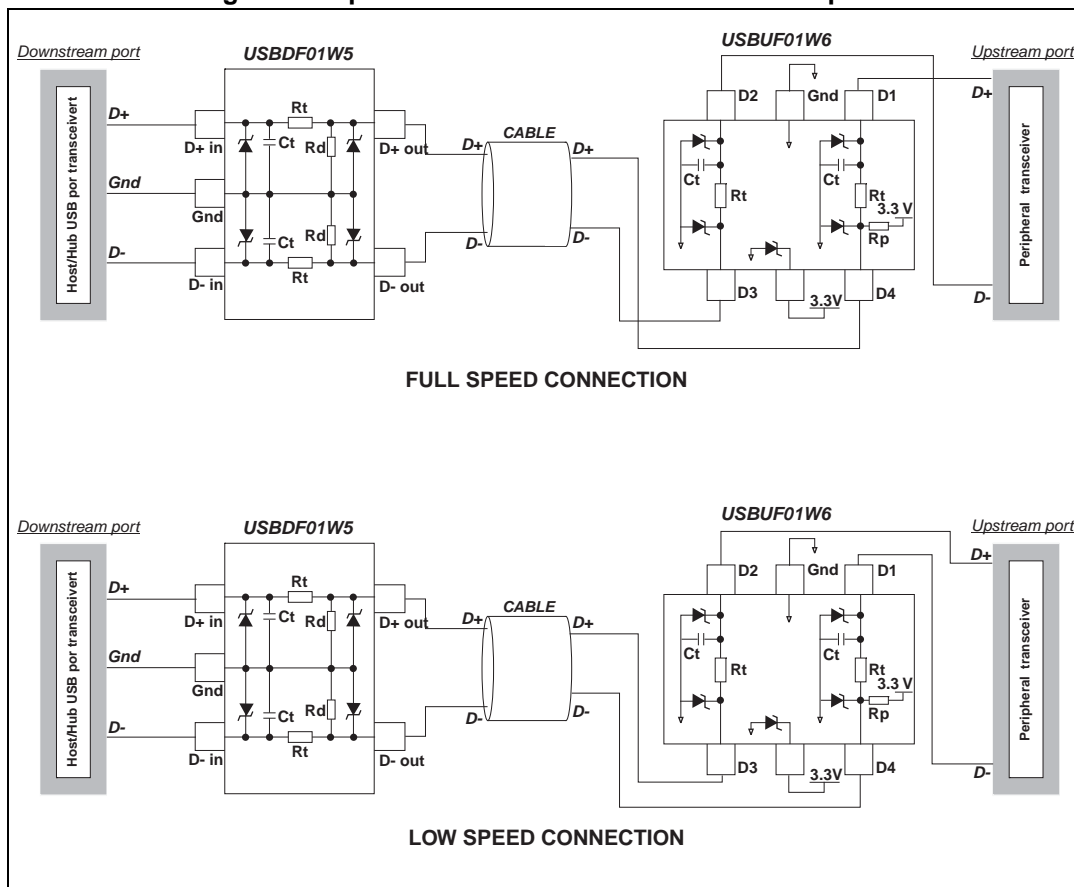 Downstream port
USBDF01W5
USBUF01W6
Upstream port
Host/Hub USB por transceivert
D+
Gnd
D-
D+ in
Gnd
D- in
Rt
Ct
Rd
Ct
Rd
Rt
D+ out
D- out
CABLE
D+
D-
D+
D-
D2
Gnd
D1
Ct
Rt
Ct
Rt
3.3 V
Rp
D3
3.3V
D4
D+
D-
Peripheral transceiver
FULL SPEED CONNECTION
Downstream port
USBDF01W5
USBUF01W6
Upstream port
Host/Hub USB por transceivert
D+
Gnd
D-
D+ in
Gnd
D- in
Rt
Ct
Rd
Ct
Rd
Rt
D+ out
D- out
CABLE
D+
D-
D+
D-
D2
Gnd
D1
Ct
Rt
Ct
Rt
3.3 V
Rp
D3
3.3V
D4
D+
D-
Peripheral transceiver
LOW SPEED CONNECTION